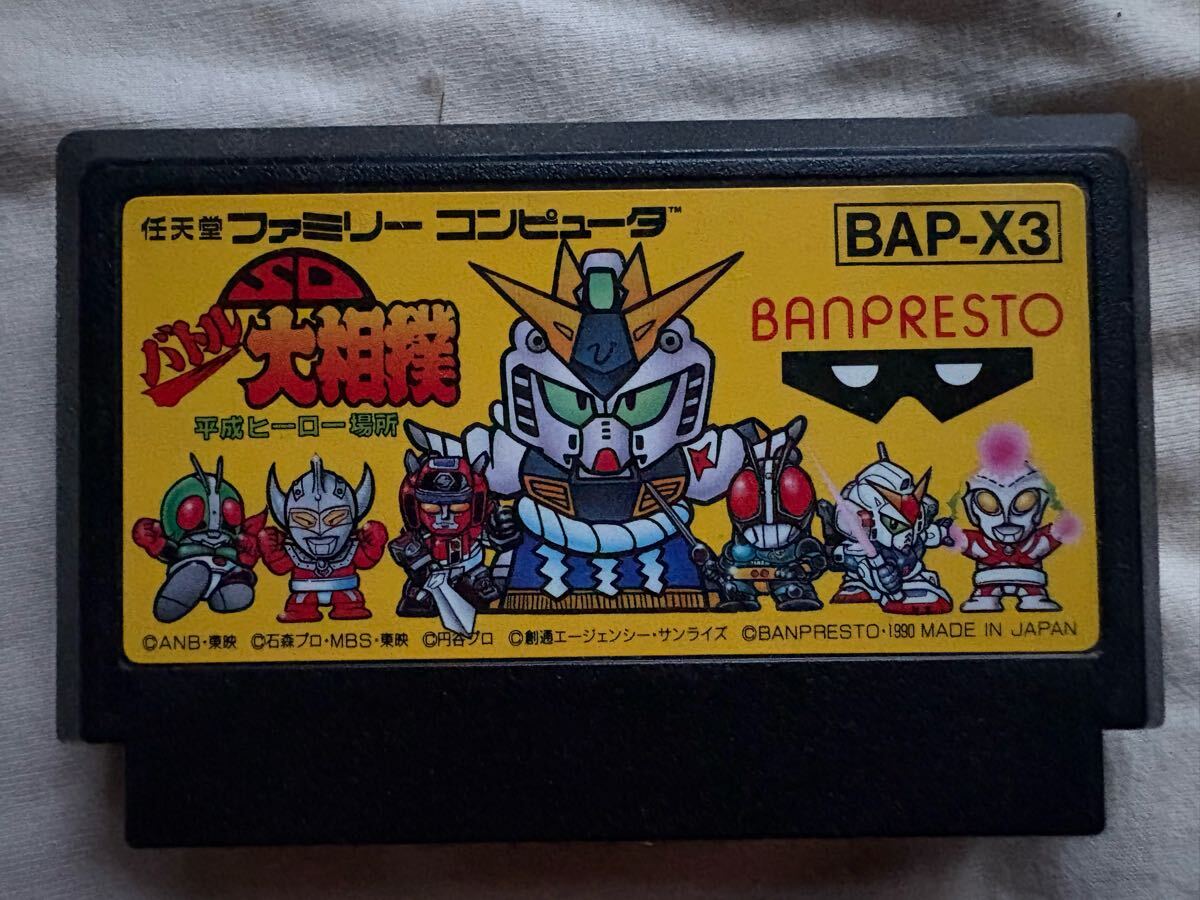 任天堂 ファミリー コンピュータ™
BAP-X3
SD
バトル
大相撲
平成ヒーロー場所
BANPRESTO
©ANB・東映 ©石森プロ・MBS・東映 ©円谷プロ ©創通エージェンシー・サンライズ ©BANPRESTO・1990 MADE IN JAPAN